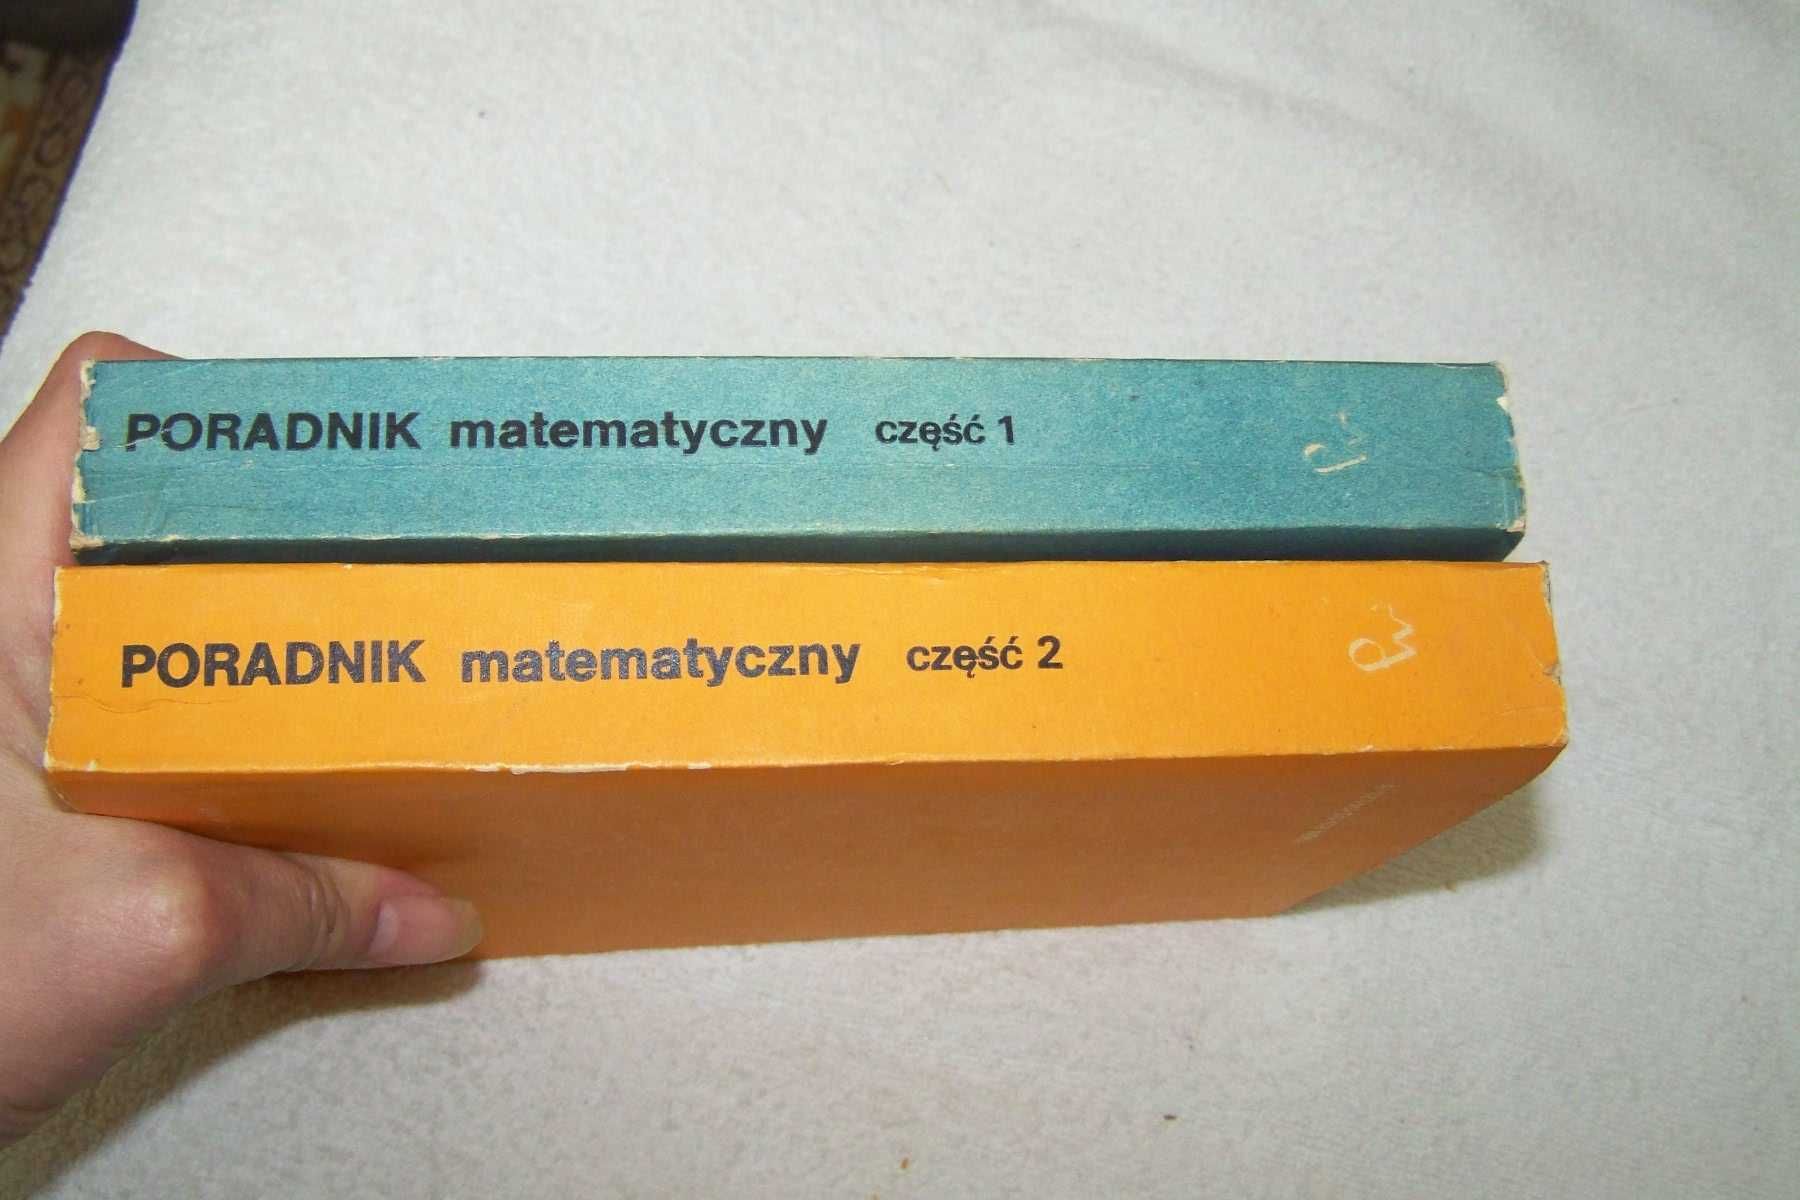 PORADNIK matematyczny część 1
PORADNIK matematyczny część 2